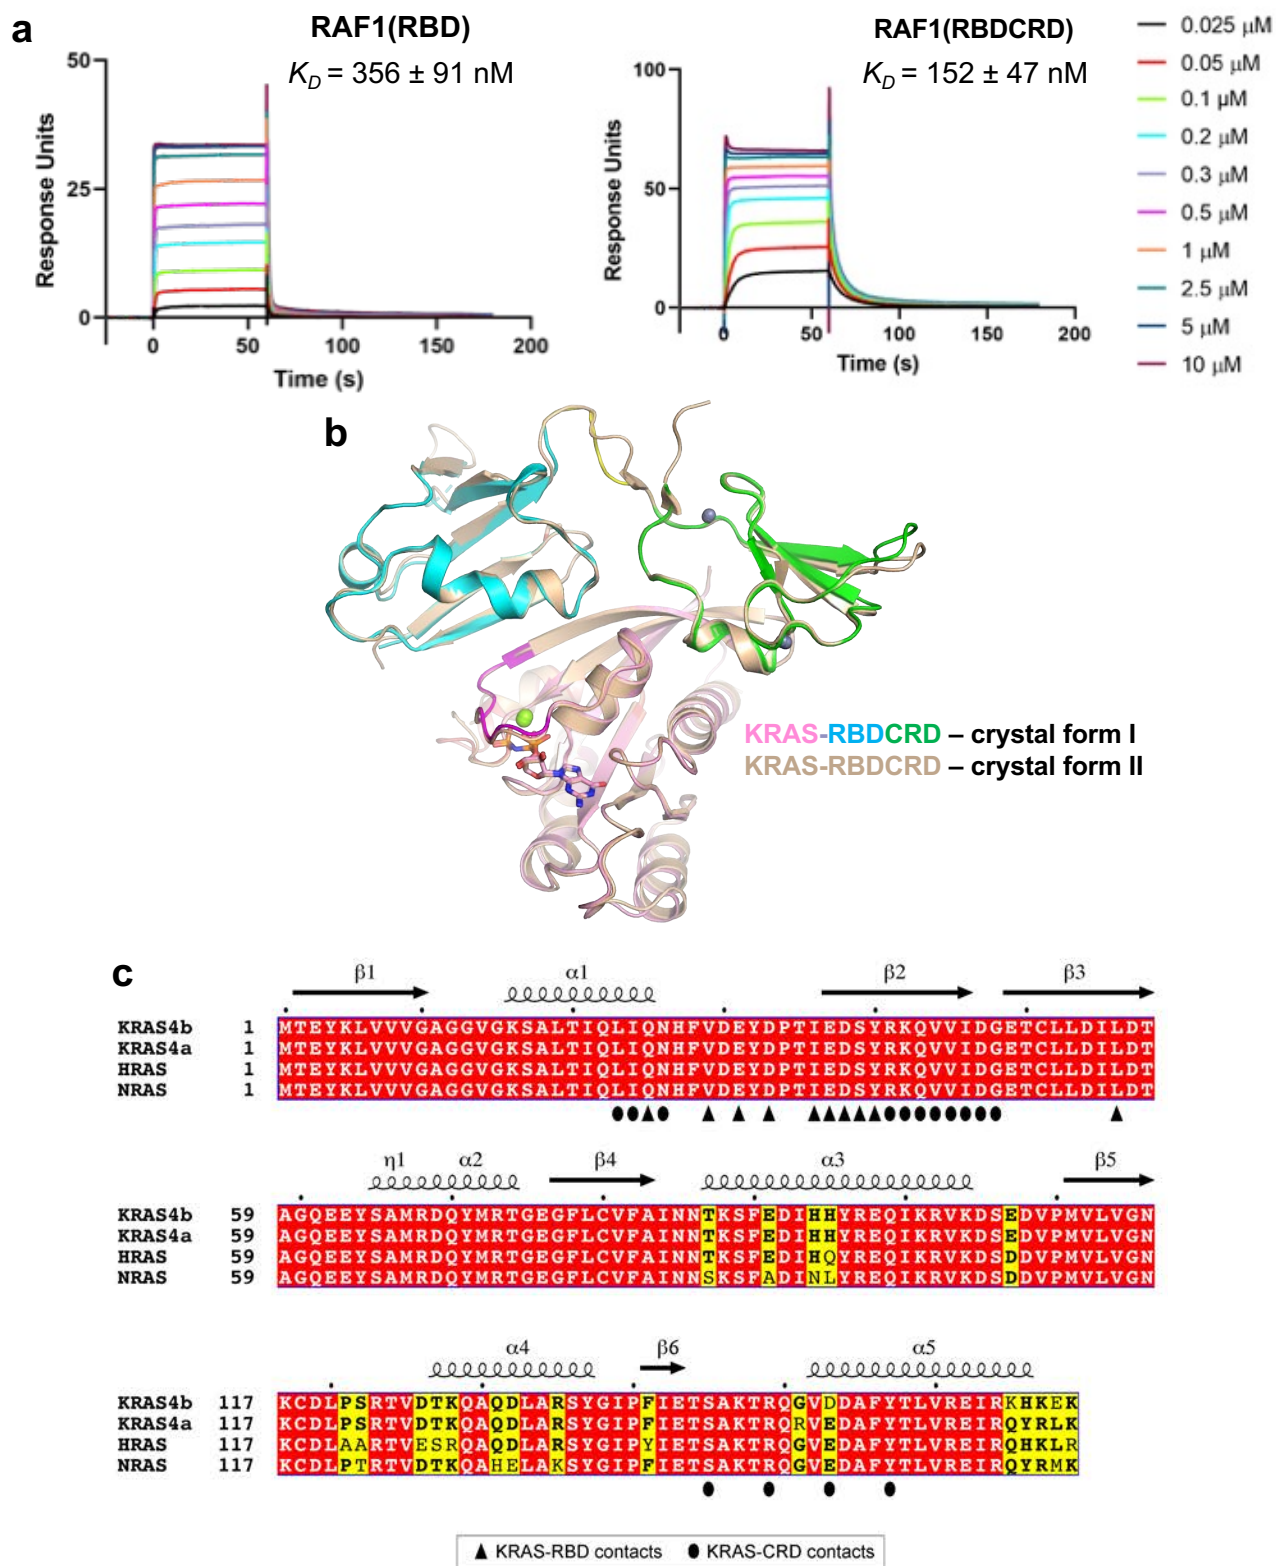 a
RAF1(RBD)
K_D = 356 ± 91 nM
Response Units
50
25
0
0 50 100 150 200
Time (s)
RAF1(RBDCRD)
K_D = 152 ± 47 nM
Response Units
100
50
0
0 50 100 150 200
Time (s)
0.025 µM
0.05 µM
0.1 µM
0.2 µM
0.3 µM
0.5 µM
1 µM
2.5 µM
5 µM
10 µM
b
KRAS-RBDCRD – crystal form I
KRAS-RBDCRD – crystal form II
c
β1 α1 β2 β3
KRAS4b 1 MTEYKLVVVGAGGVGKSALTIQLIQNHFVDEYDPTIEDSYRKQVVIDGETCLLDILDT
KRAS4a 1 MTEYKLVVVGAGGVGKSALTIQLIQNHFVDEYDPTIEDSYRKQVVIDGETCLLDILDT
HRAS 1 MTEYKLVVVGAGGVGKSALTIQLIQNHFVDEYDPTIEDSYRKQVVIDGETCLLDILDT
NRAS 1 MTEYKLVVVGAGGVGKSALTIQLIQNHFVDEYDPTIEDSYRKQVVIDGETCLLDILDT
η1 α2 β4 α3 β5
KRAS4b 59 AGQEEYSAMRDQYMRTGEGFLCVFAINNTKSFEDIHHYREQIKRVKDSEDVPMVLVGN
KRAS4a 59 AGQEEYSAMRDQYMRTGEGFLCVFAINNTKSFEDIHHYREQIKRVKDSEDVPMVLVGN
HRAS 59 AGQEEYSAMRDQYMRTGEGFLCVFAINNTKSFEDIHQYREQIKRVKDSDDVPMVLVGN
NRAS 59 AGQEEYSAMRDQYMRTGEGFLCVFAINNSKSFADINLYREQIKRVKDSDDVPMVLVGN
α4 β6 α5
KRAS4b 117 KCDLPSRTVDTKQAQDLARSYGIPFIETSAKTRQGVDDAFYTLVREIRKHKEK
KRAS4a 117 KCDLPSRTVDTKQAQDLARSYGIPFIETSAKTRQRVEDAFYTLVREIRQYRLK
HRAS 117 KCDLAARTVESRQAQDLARSYGIPYIETSAKTRQGVEDAFYTLVREIRQHKLR
NRAS 117 KCDLPTRTVDTKQAHELAKSYGIPFIETSAKTRQGVEDAFYTLVREIRQYRMK
KRAS-RBD contacts KRAS-CRD contacts